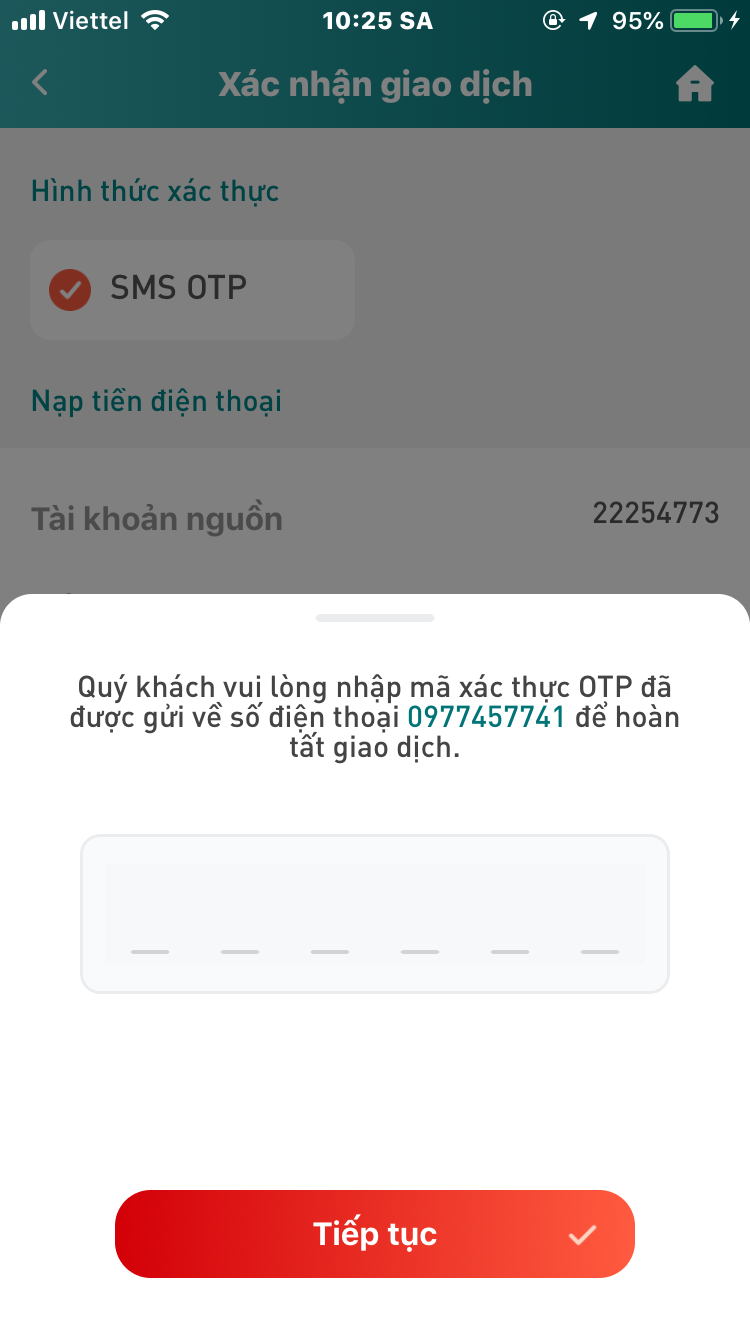 Viettel 10:25 SA 95%
Xác nhận giao dịch
Hình thức xác thực
SMS OTP
Nạp tiền điện thoại
Tài khoản nguồn 22254773
Quý khách vui lòng nhập mã xác thực OTP đã
được gửi về số điện thoại 0977457741 để hoàn
tất giao dịch.
Tiếp tục